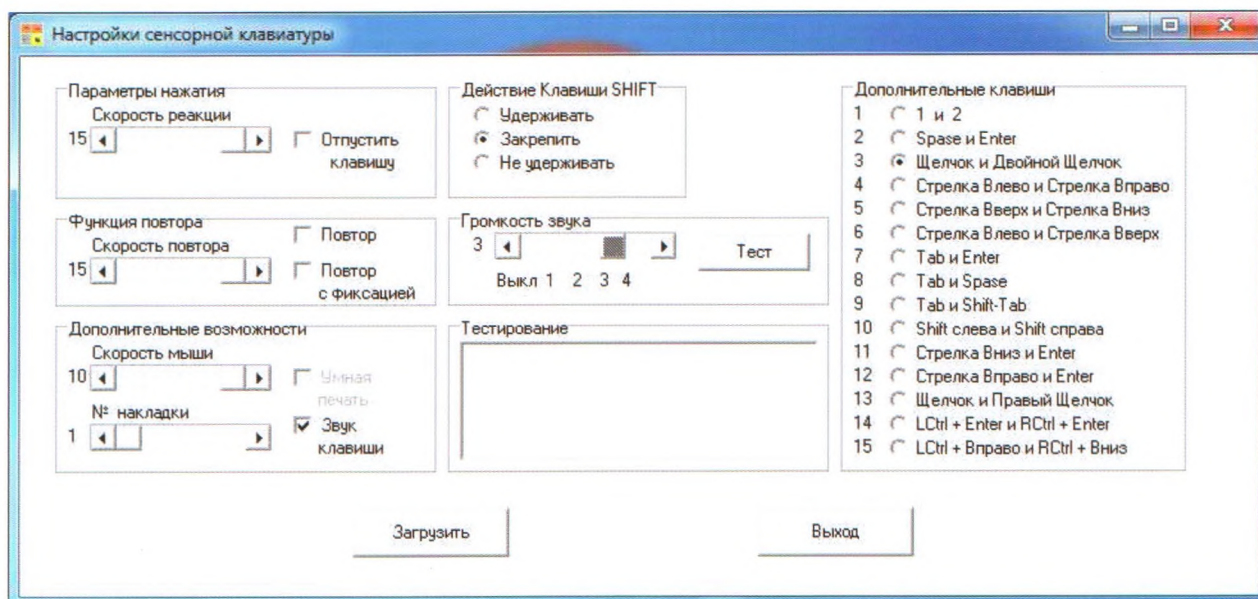 Настройки сенсорной клавиатуры
Параметры нажатия
Скорость реакции
15
Отпустить
клавишу
Функция повтора
Скорость повтора
15
Повтор
Повтор
с фиксацией
Дополнительные возможности
Скорость мыши
10
Умная
печать
№ накладки
1
Звук
клавиши
Действие Клавиши SHIFT
Удерживать
Закрепить
Не удерживать
Громкость звука
3
Тест
Выкл 1 2 3 4
Тестирование
Дополнительные клавиши
1 1 и 2
2 Spase и Enter
3 Щелчок и Двойной Щелчок
4 Стрелка Влево и Стрелка Вправо
5 Стрелка Вверх и Стрелка Вниз
6 Стрелка Влево и Стрелка Вверх
7 Tab и Enter
8 Tab и Spase
9 Tab и Shift-Tab
10 Shift слева и Shift справа
11 Стрелка Вниз и Enter
12 Стрелка Вправо и Enter
13 Щелчок и Правый Щелчок
14 LCtrl + Enter и RCtrl + Enter
15 LCtrl + Вправо и RCtrl + Вниз
Загрузить
Выход